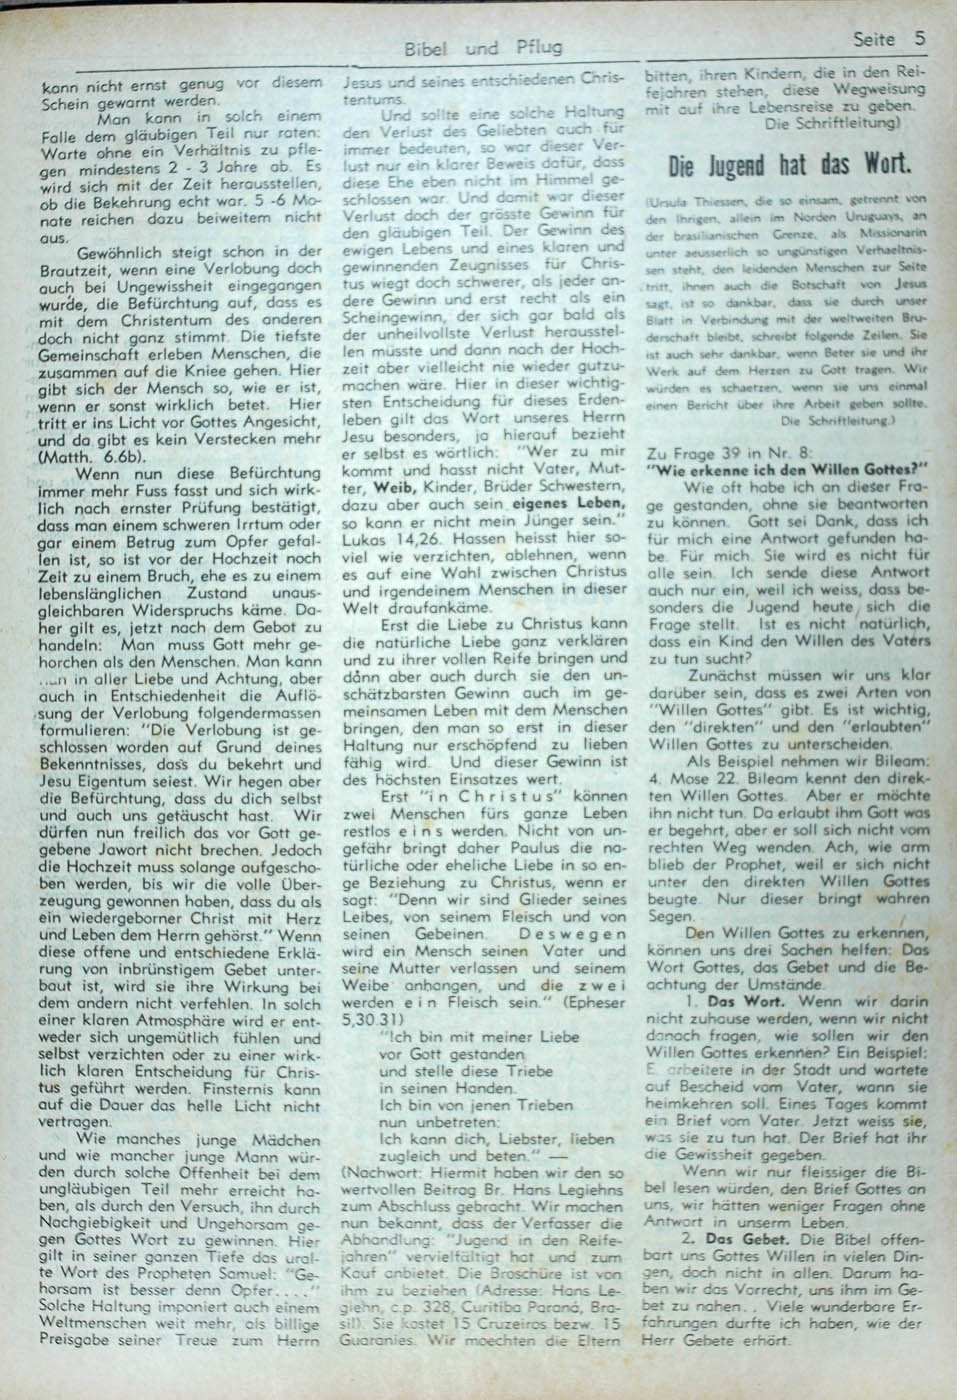 Bibel und Pflug
Seite 5
kann nicht ernst genug vor diesem
Schein gewarnt werden.
Man kann in solch einem
Falle dem gläubigen Teil nur raten:
Warte ohne ein Verhältnis zu pfle-
gen mindestens 2 - 3 Jahre ab. Es
wird sich mit der Zeit herausstellen,
ob die Bekehrung echt war. 5 -6 Mo-
nate reichen dazu beiweitem nicht
aus.
Gewöhnlich steigt schon in der
Brautzeit, wenn eine Verlobung doch
auch bei Ungewissheit eingegangen
wurde, die Befürchtung auf, dass es
mit dem Christentum des anderen
doch nicht ganz stimmt. Die tiefste
Gemeinschaft erleben Menschen, die
zusammen auf die Kniee gehen. Hier
gibt sich der Mensch so, wie er ist,
wenn er sonst wirklich betet. Hier
tritt er ins Licht vor Gottes Angesicht,
und da gibt es kein Verstecken mehr
(Matth. 6.6b).
Wenn nun diese Befürchtung
immer mehr Fuss fasst und sich wirk-
lich nach ernster Prüfung bestätigt,
dass man einem schweren Irrtum oder
gar einem Betrug zum Opfer gefal-
len ist, so ist vor der Hochzeit noch
Zeit zu einem Bruch, ehe es zu einem
lebenslänglichen Zustand unaus-
gleichbaren Widerspruchs käme. Da-
her gilt es, jetzt nach dem Gebot zu
handeln: Man muss Gott mehr ge-
horchen als den Menschen. Man kann
in aller Liebe und Achtung, aber
auch in Entschiedenheit die Auflö-
sung der Verlobung folgendermassen
formulieren: "Die Verlobung ist ge-
schlossen worden auf Grund deines
Bekenntnisses, dass du bekehrt und
Jesu Eigentum seiest. Wir hegen aber
die Befürchtung, dass du dich selbst
und auch uns getäuscht hast. Wir
dürfen nun freilich das vor Gott ge-
gebene Jawort nicht brechen. Jedoch
die Hochzeit muss solange aufgescho-
ben werden, bis wir die volle Über-
zeugung gewonnen haben, dass du als
ein wiedergeborner Christ mit Herz
und Leben dem Herrn gehörst." Wenn
diese offene und entschiedene Erklä-
rung von inbrünstigem Gebet unter-
baut ist, wird sie ihre Wirkung bei
dem andern nicht verfehlen. In solch
einer klaren Atmosphäre wird er ent-
weder sich ungemütlich fühlen und
selbst verzichten oder zu einer wirk-
lich klaren Entscheidung für Chris-
tus geführt werden. Finsternis kann
auf die Dauer das helle Licht nicht
vertragen.
Wie manches junge Mädchen
und wie mancher junge Mann wür-
den durch solche Offenheit bei dem
ungläubigen Teil mehr erreicht ha-
ben, als durch den Versuch, ihn durch
Nachgiebigkeit und Ungehorsam ge-
gen Gottes Wort zu gewinnen. Hier
gilt in seiner ganzen Tiefe das ural-
te Wort des Propheten Samuel: "Ge-
horsam ist besser denn Opfer. . . ."
Solche Haltung imponiert auch einem
Weltmenschen weit mehr, als billige
Preisgabe seiner Treue zum Herrn
Jesus und seines entschiedenen Chris-
tentums.
Und sollte eine solche Haltung
den Verlust des Geliebten auch für
immer bedeuten, so war dieser Ver-
lust nur ein klarer Beweis dafür, dass
diese Ehe eben nicht im Himmel ge-
schlossen war. Und damit war dieser
Verlust doch der grösste Gewinn für
den gläubigen Teil. Der Gewinn des
ewigen Lebens und eines klaren und
gewinnenden Zeugnisses für Chris-
tus wiegt doch schwerer, als jeder an-
dere Gewinn und erst recht als ein
Scheingewinn, der sich gar bald als
der unheilvollste Verlust herausstel-
len müsste und dann nach der Hoch-
zeit aber vielleicht nie wieder gutzu-
machen wäre. Hier in dieser wichtig-
sten Entscheidung für dieses Erden-
leben gilt das Wort unseres Herrn
Jesu besonders, ja hierauf bezieht
er selbst es wörtlich: "Wer zu mir
kommt und hasst nicht Vater, Mut-
ter, Weib, Kinder, Brüder Schwestern,
dazu aber auch sein eigenes Leben,
so kann er nicht mein Jünger sein."
Lukas 14,26. Hassen heisst hier so-
viel wie verzichten, ablehnen, wenn
es auf eine Wahl zwischen Christus
und irgendeinem Menschen in dieser
Welt draufankäme.
Erst die Liebe zu Christus kann
die natürliche Liebe ganz verklären
und zu ihrer vollen Reife bringen und
dann aber auch durch sie den un-
schätzbarsten Gewinn auch im ge-
meinsamen Leben mit dem Menschen
bringen, den man so erst in dieser
Haltung nur erschöpfend zu lieben
fähig wird. Und dieser Gewinn ist
des höchsten Einsatzes wert.
Erst "in Christus" können
zwei Menschen fürs ganze Leben
restlos eins werden. Nicht von un-
gefähr bringt daher Paulus die na-
türliche oder eheliche Liebe in so en-
ge Beziehung zu Christus, wenn er
sagt: "Denn wir sind Glieder seines
Leibes, von seinem Fleisch und von
seinen Gebeinen. Deswegen
wird ein Mensch seinen Vater und
seine Mutter verlassen und seinem
Weibe anhangen, und die zwei
werden ein Fleisch sein." (Epheser
5,30.31)
"Ich bin mit meiner Liebe
vor Gott gestanden
und stelle diese Triebe
in seinen Handen.
Ich bin von jenen Trieben
nun unbetreten:
Ich kann dich, Liebster, lieben
zugleich und beten." —
(Nachwort: Hiermit haben wir den so
wertvollen Beitrag Br. Hans Legiehns
zum Abschluss gebracht. Wir machen
nun bekannt, dass der Verfasser die
Abhandlung: "Jugend in den Reife-
jahren" vervielfältigt hat und zum
Kauf anbietet. Die Broschüre ist von
ihm zu beziehen (Adresse: Hans Le-
giehn, c.p. 328, Curitiba Paraná, Bra-
sil). Sie kostet 15 Cruzeiros bezw. 15
Guaranies. Wir moechten die Eltern
bitten, ihren Kindern, die in den Rei-
fejahren stehen, diese Wegweisung
mit auf ihre Lebensreise zu geben.
Die Schriftleitung)
Die Jugend hat das Wort.
(Ursula Thiessen, die so einsam, getrennt von
den Ihrigen, allein im Norden Uruguays, an
der brasilianischen Grenze, als Missionarin
unter aeusserlich so ungünstigen Verhaeltnis-
sen steht, den leidenden Menschen zur Seite
tritt, ihnen auch die Botschaft von Jesus
sagt, ist so dankbar, dass sie durch unser
Blatt in Verbindung mit der weltweiten Bru-
derschaft bleibt, schreibt folgende Zeilen. Sie
ist auch sehr dankbar, wenn Beter sie und ihr
Werk auf dem Herzen zu Gott tragen. Wir
würden es schaetzen, wenn sie uns einmal
einen Bericht über ihre Arbeit geben sollte.
Die Schriftleitung.)
Zu Frage 39 in Nr. 8:
"Wie erkenne ich den Willen Gottes?"
Wie oft habe ich an dieser Fra-
ge gestanden, ohne sie beantworten
zu können. Gott sei Dank, dass ich
für mich eine Antwort gefunden ha-
be. Für mich. Sie wird es nicht für
alle sein. Ich sende diese Antwort
auch nur ein, weil ich weiss, dass be-
sonders die Jugend heute sich die
Frage stellt. Ist es nicht natürlich,
dass ein Kind den Willen des Vaters
zu tun sucht?
Zunächst müssen wir uns klar
darüber sein, dass es zwei Arten von
"Willen Gottes" gibt. Es ist wichtig,
den "direkten" und den "erlaubten"
Willen Gottes zu unterscheiden.
Als Beispiel nehmen wir Bileam:
4. Mose 22. Bileam kennt den direk-
ten Willen Gottes. Aber er möchte
ihn nicht tun. Da erlaubt ihm Gott was
er begehrt, aber er soll sich nicht vom
rechten Weg wenden. Ach, wie arm
blieb der Prophet, weil er sich nicht
unter den direkten Willen Gottes
beugte. Nur dieser bringt wahren
Segen.
Den Willen Gottes zu erkennen,
können uns drei Sachen helfen: Das
Wort Gottes, das Gebet und die Be-
achtung der Umstände.
1. Das Wort. Wenn wir darin
nicht zuhause werden, wenn wir nicht
danach fragen, wie sollen wir den
Willen Gottes erkennen? Ein Beispiel:
E. arbeitere in der Stadt und wartete
auf Bescheid vom Vater, wann sie
heimkehren soll. Eines Tages kommt
ein Brief vom Vater. Jetzt weiss sie,
was sie zu tun hat. Der Brief hat ihr
die Gewissheit gegeben.
Wenn wir nur fleissiger die Bi-
bel lesen würden, den Brief Gottes an
uns, wir hätten weniger Fragen ohne
Antwort in unserm Leben.
2. Das Gebet. Die Bibel offen-
bart uns Gottes Willen in vielen Din-
gen, doch nicht in allen. Darum ha-
ben wir das Vorrecht, uns ihm im Ge-
bet zu nahen. . Viele wunderbare Er-
fahrungen durfte ich haben, wie der
Herr Gebete erhört.